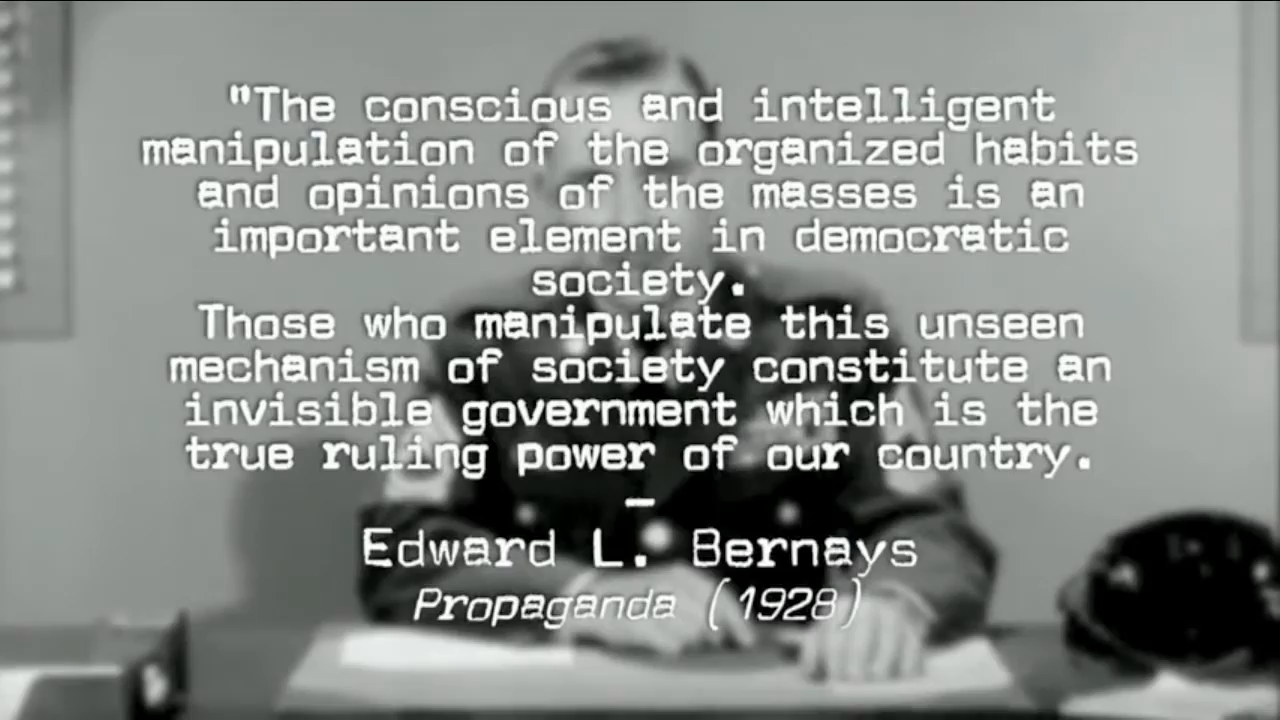 "The conscious and intelligent
manipulation of the organized habits
and opinions of the masses is an
important element in democratic
society.
Those who manipulate this unseen
mechanism of society constitute an
invisible government which is the
true ruling power of our country.
—
Edward L. Bernays
Propaganda (1928)